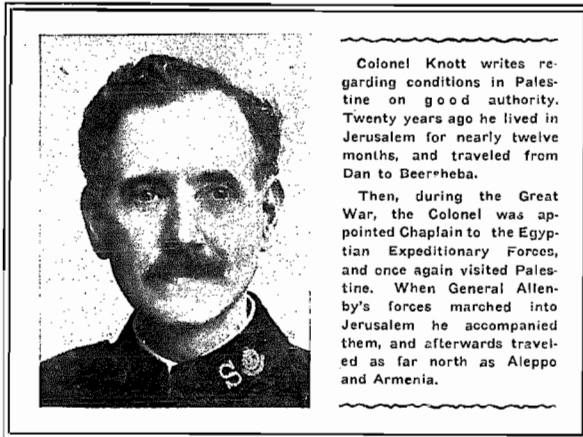 Colonel Knott writes re-
garding conditions in Pales-
tine on good authority.
Twenty years ago he lived in
Jerusalem for nearly twelve
months, and traveled from
Dan to Beersheba.
Then, during the Great
War, the Colonel was ap-
pointed Chaplain to the Egyp-
tian Expeditionary Forces,
and once again visited Pales-
tine. When General Allen-
by's forces marched into
Jerusalem he accompanied
them, and afterwards travel-
ed as far north as Aleppo
and Armenia.
S